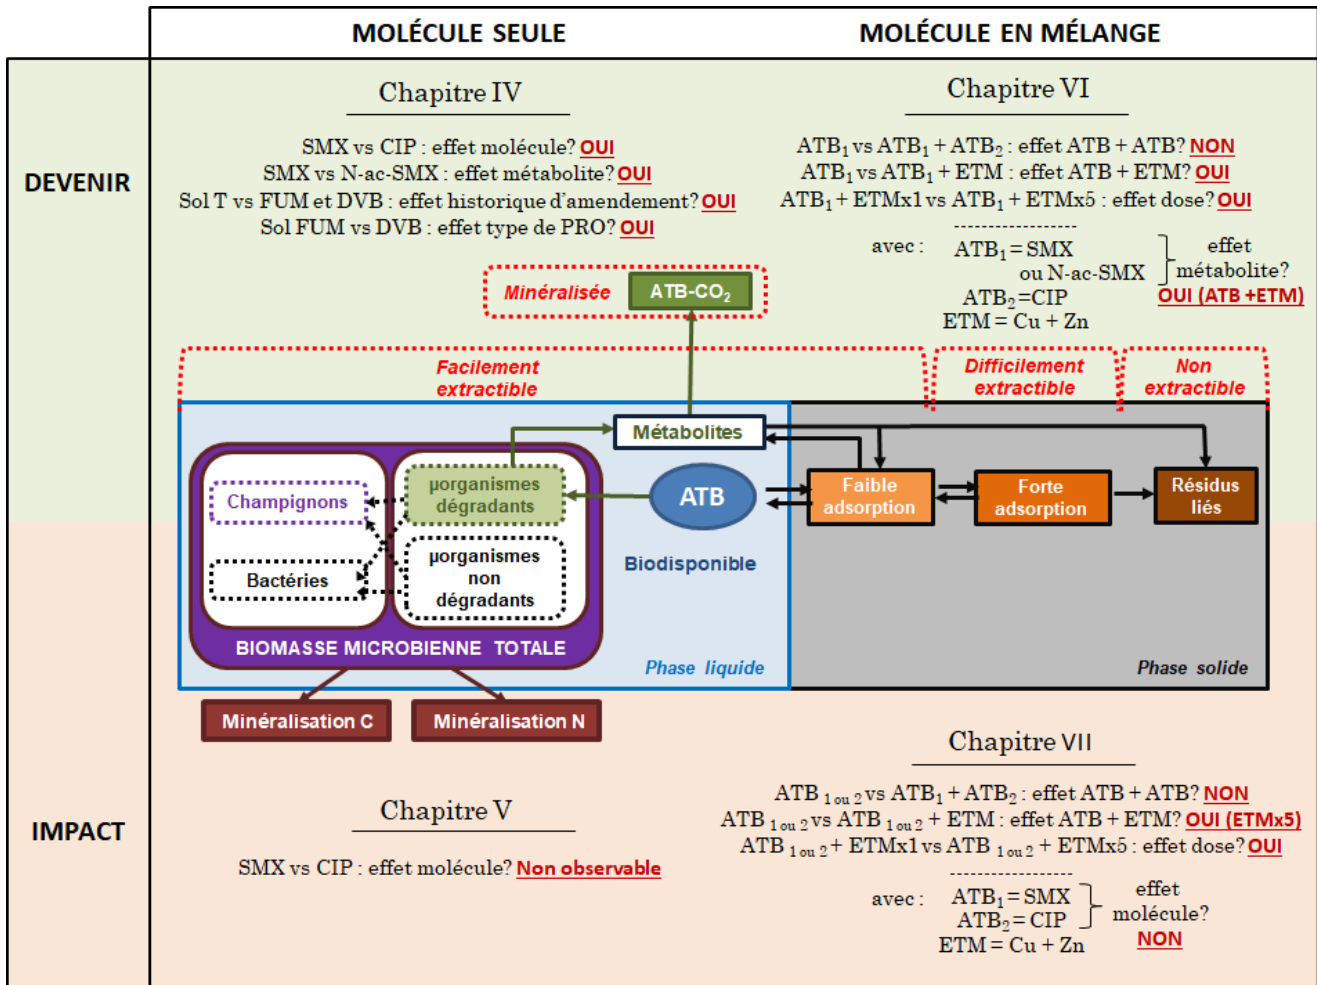 MOLÉCULE SEULE
MOLÉCULE EN MÉLANGE
DEVENIR
Chapitre IV
SMX vs CIP : effet molécule? OUI
SMX vs N-ac-SMX : effet métabolite? OUI
Sol T vs FUM et DVB : effet historique d'amendement? OUI
Sol FUM vs DVB : effet type de PRO? OUI
Chapitre VI
ATB₁ vs ATB₁ + ATB₂ : effet ATB + ATB? NON
ATB₁ vs ATB₁ + ETM : effet ATB + ETM? OUI
ATB₁ + ETMx1 vs ATB₁ + ETMx5 : effet dose? OUI
------------------
avec : ATB₁ = SMX
ou N-ac-SMX
ATB₂ =CIP
ETM = Cu + Zn
effet
métabolite?
OUI (ATB +ETM)
Minéralisée
ATB-CO₂
Facilement
extractible
Difficilement
extractible
Non
extractible
Métabolites
Champignons
µorganismes
dégradants
ATB
Faible
adsorption
Forte
adsorption
Résidus
liés
Biodisponible
Bactéries
µorganismes
non
dégradants
BIOMASSE MICROBIENNE TOTALE
Phase liquide
Phase solide
Minéralisation C
Minéralisation N
IMPACT
Chapitre V
SMX vs CIP : effet molécule? Non observable
Chapitre VII
ATB ₁ ₒᵤ ₂ vs ATB₁ + ATB₂ : effet ATB + ATB? NON
ATB ₁ ₒᵤ ₂ vs ATB ₁ ₒᵤ ₂ + ETM : effet ATB + ETM? OUI (ETMx5)
ATB ₁ ₒᵤ ₂ + ETMx1 vs ATB ₁ ₒᵤ ₂ + ETMx5 : effet dose? OUI
------------------
avec : ATB₁ = SMX
ATB₂ = CIP
ETM = Cu + Zn
effet
molécule?
NON